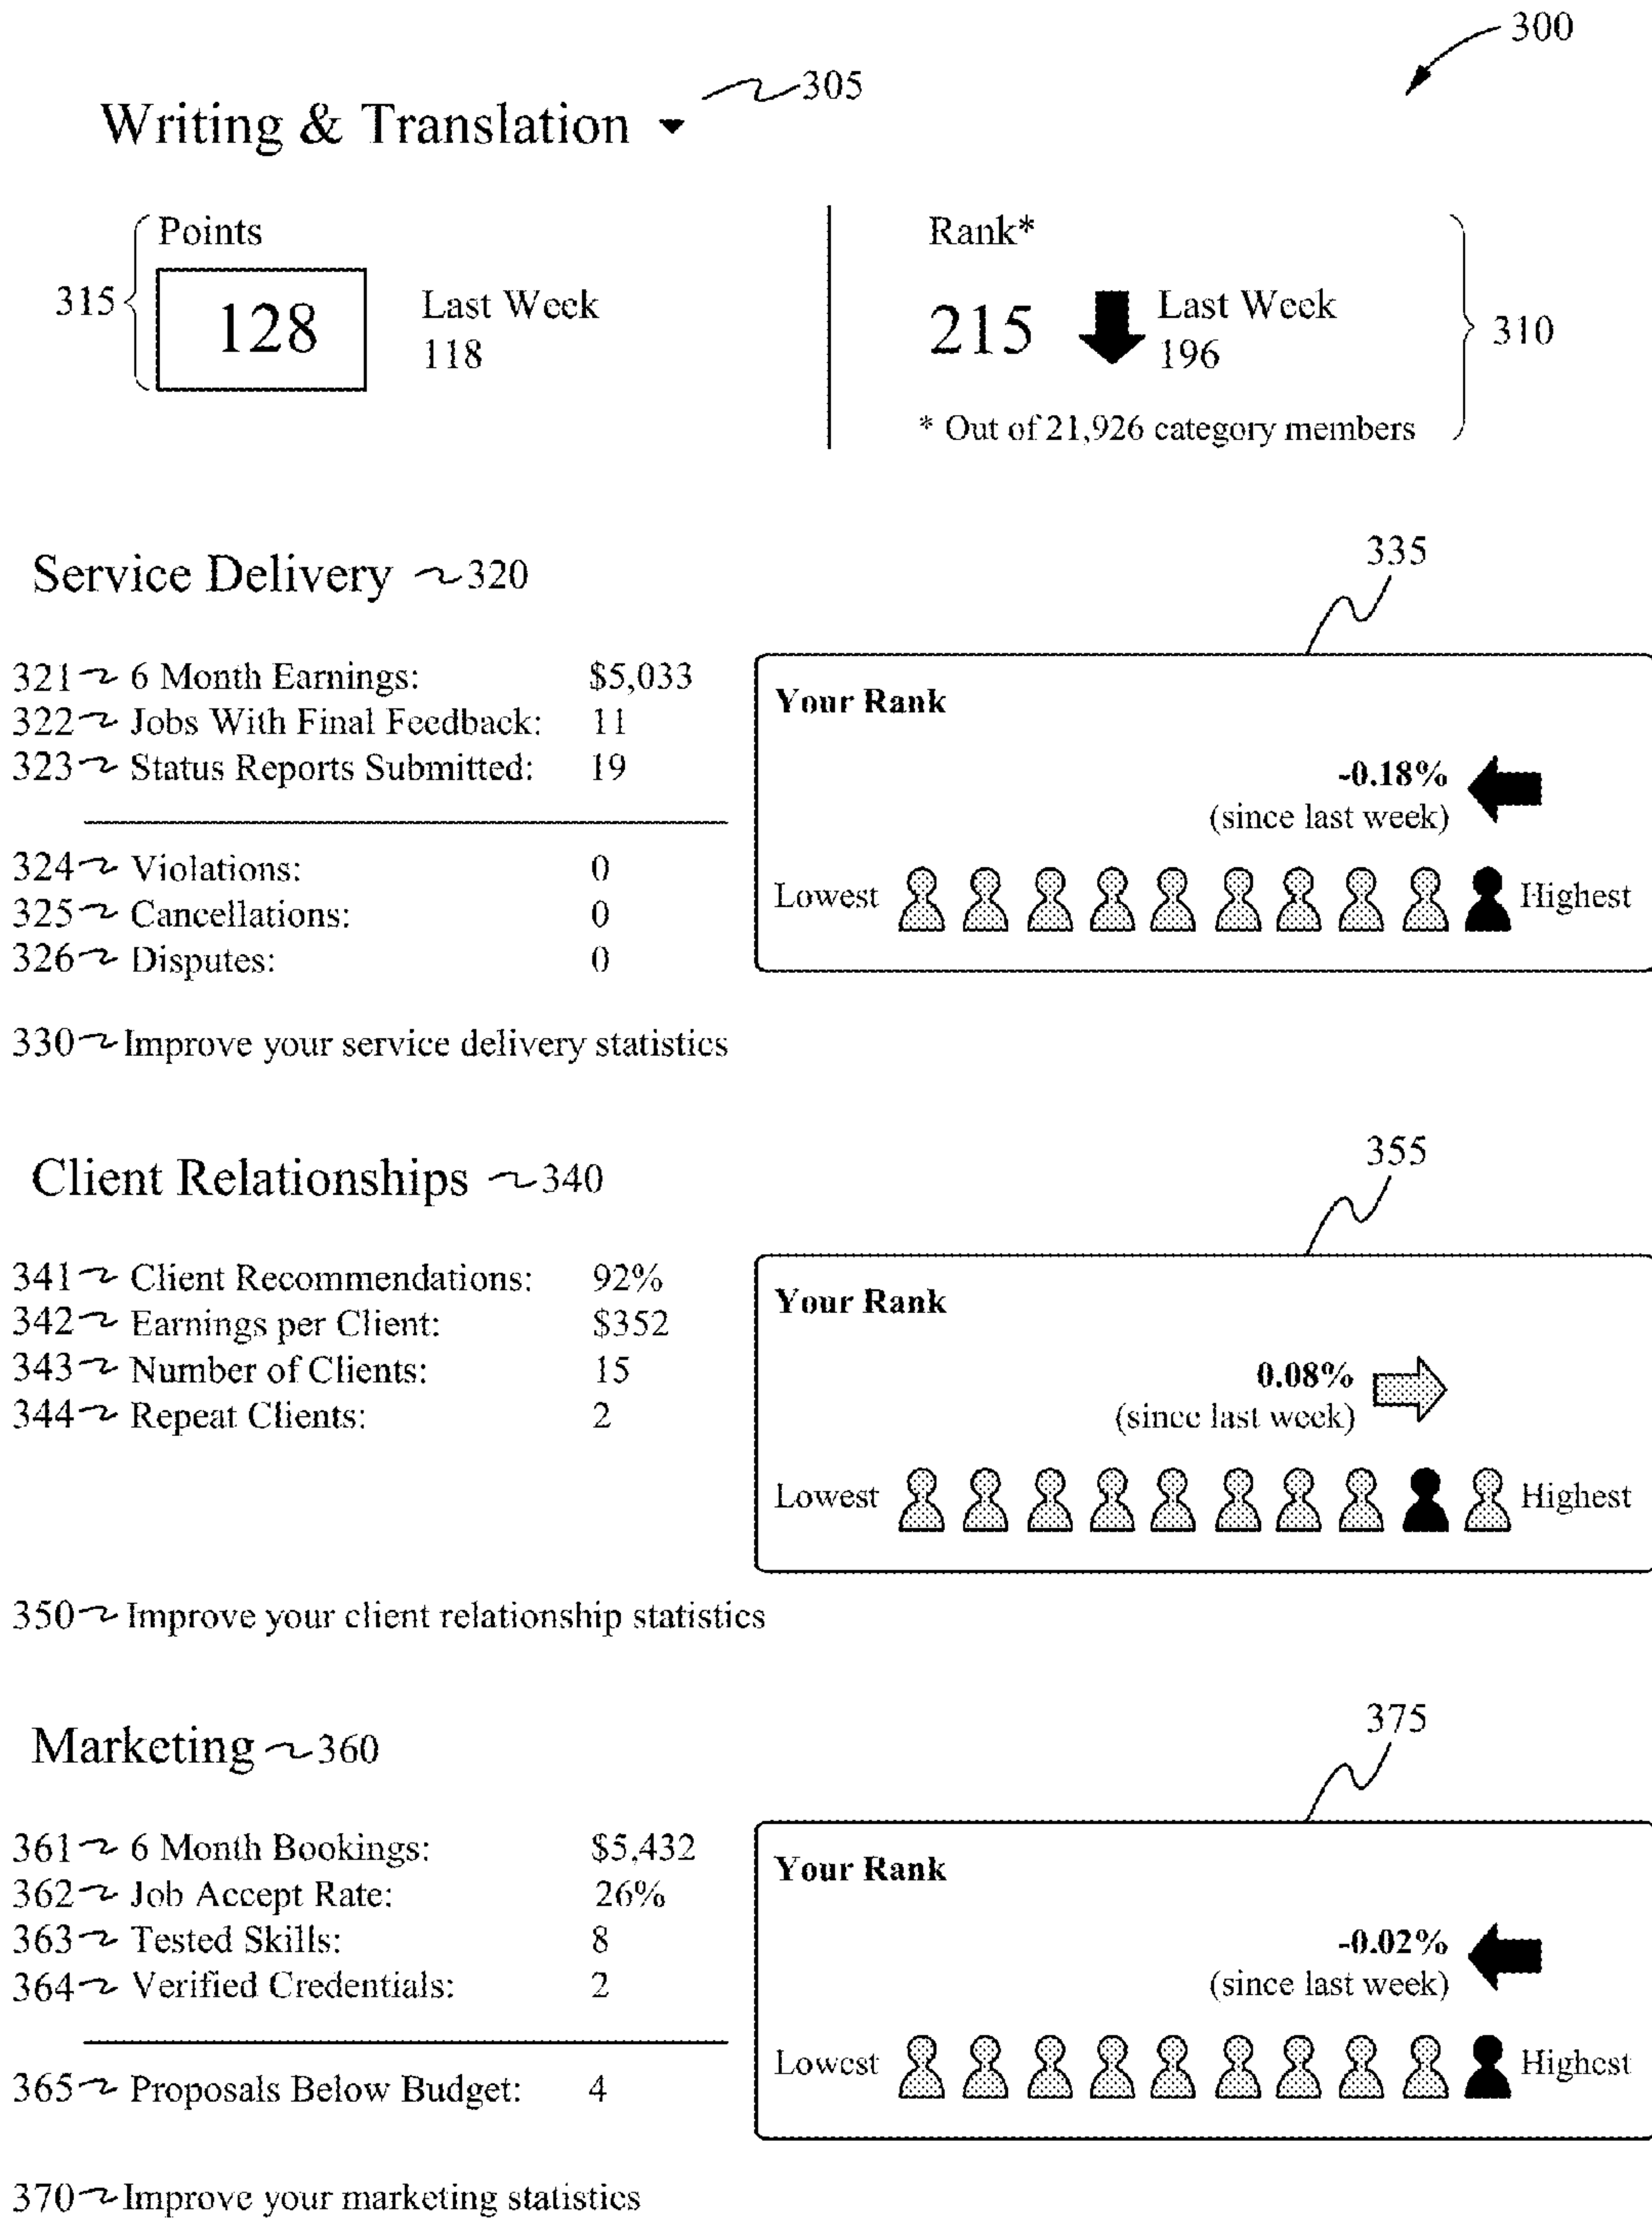 300
Writing & Translation 305
315 Points
128
Last Week
118
Rank*
215
Last Week
196
* Out of 21,926 category members
310
Service Delivery 320
321 6 Month Earnings: $5,033
322 Jobs With Final Feedback: 11
323 Status Reports Submitted: 19
324 Violations: 0
325 Cancellations: 0
326 Disputes: 0
330 Improve your service delivery statistics
335
Your Rank
-0.18%
(since last week)
Lowest Highest
Client Relationships 340
341 Client Recommendations: 92%
342 Earnings per Client: $352
343 Number of Clients: 15
344 Repeat Clients: 2
350 Improve your client relationship statistics
355
Your Rank
0.08%
(since last week)
Lowest Highest
Marketing 360
361 6 Month Bookings: $5,432
362 Job Accept Rate: 26%
363 Tested Skills: 8
364 Verified Credentials: 2
365 Proposals Below Budget: 4
370 Improve your marketing statistics
375
Your Rank
-0.02%
(since last week)
Lowest Highest